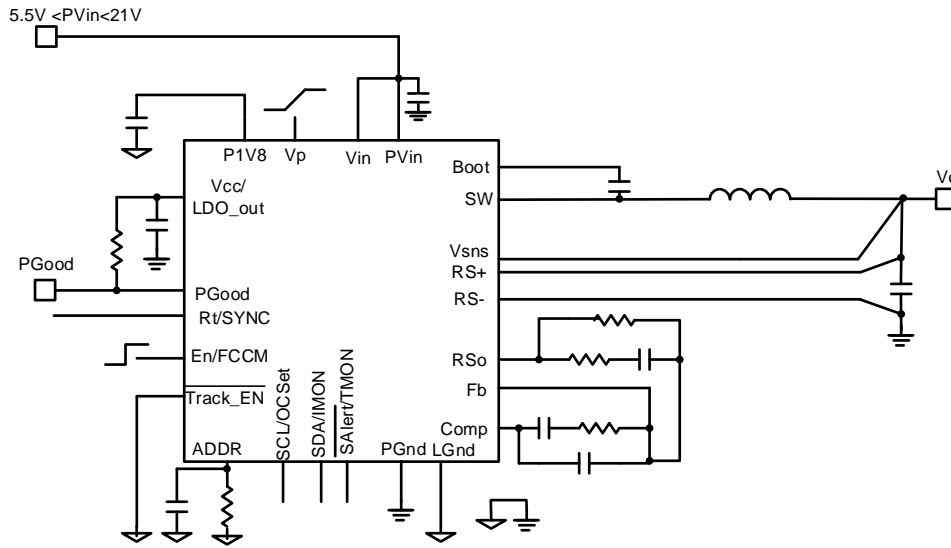 5.5V <PVin<21V
P1V8
Vp
Vin
PVin
Boot
Vcc/
LDO_out
SW
Vo
Vsns
PGood
RS+
PGood
RS-
Rt/SYNC
En/FCCM
RSo
Track_EN
Fb
SCL/OCSet
SDA/IMON
SAlert/TMON
Comp
ADDR
PGnd
LGnd